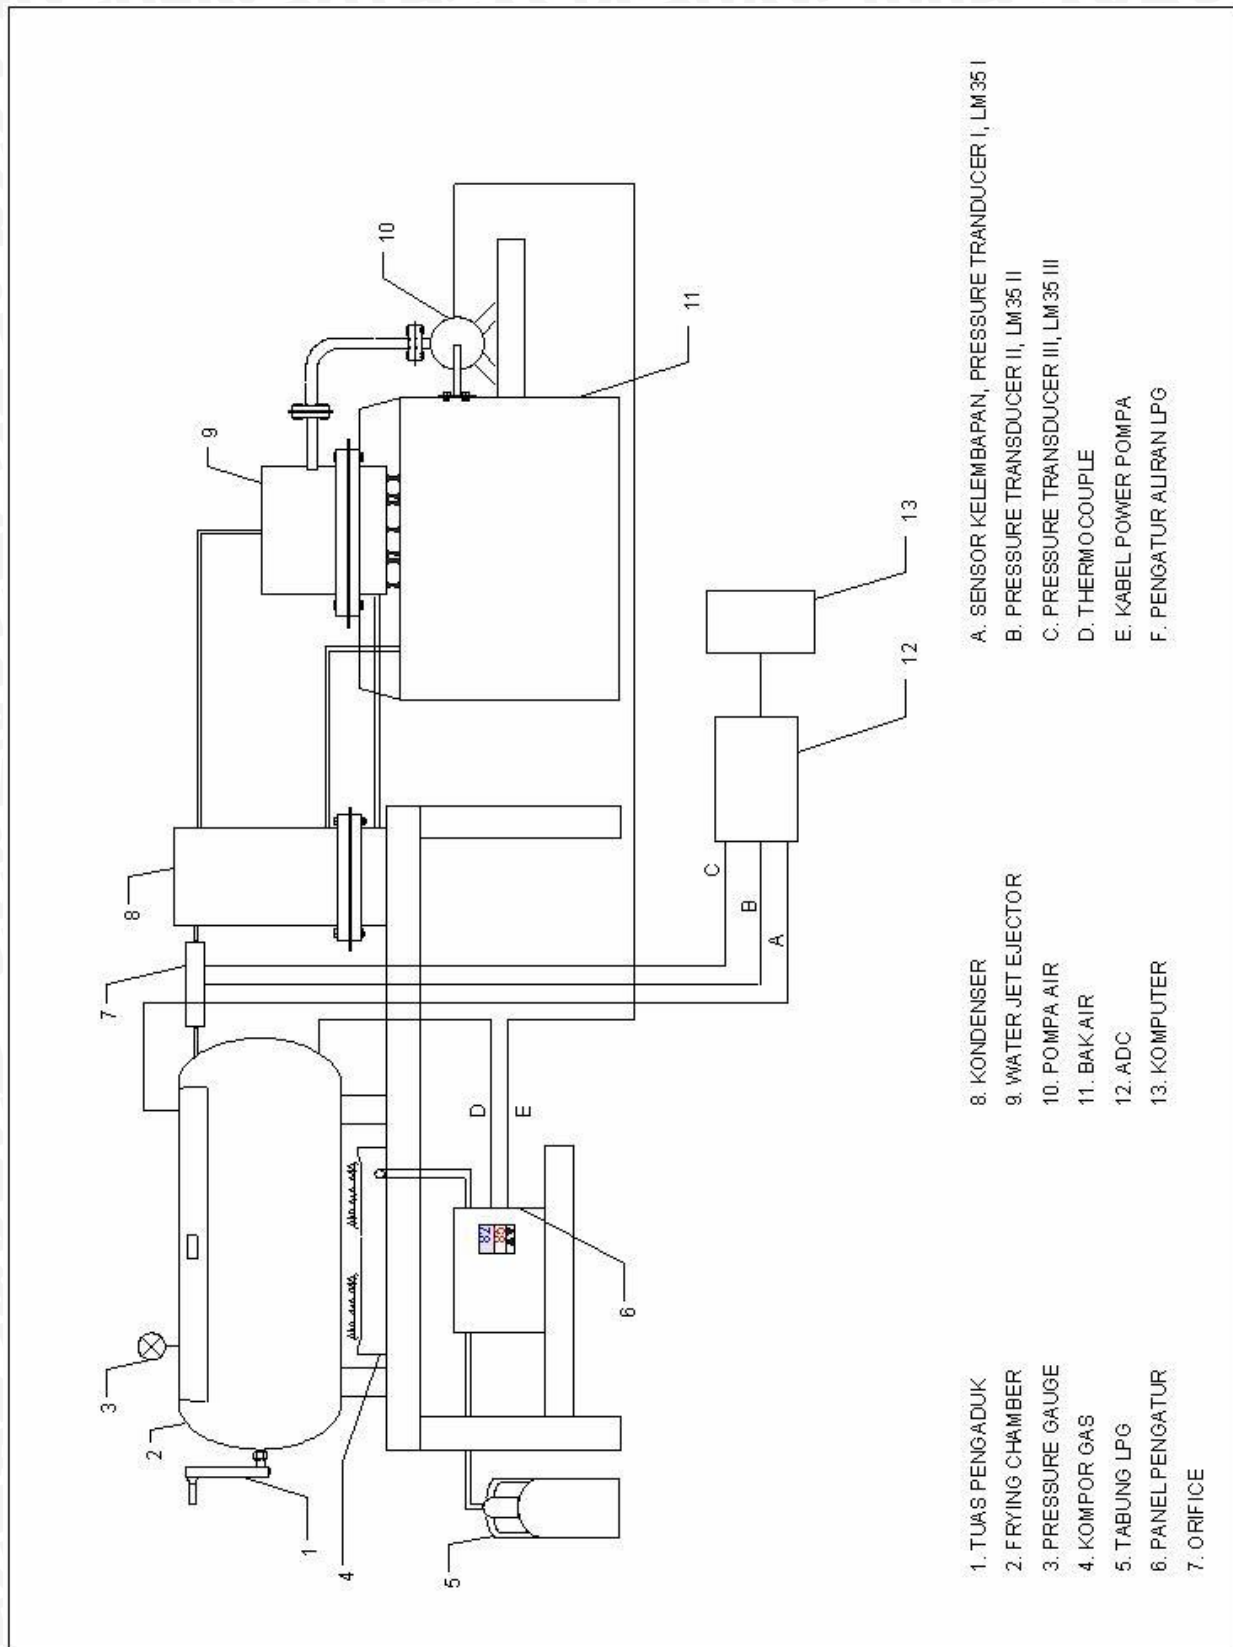 1
2
3
4
5
6
7
8
9
10
11
12
13
A
B
C
D
E
82
1. TUAS PENGADUK
2. FRYING CHAMBER
3. PRESSURE GAUGE
4. KOMPOR GAS
5. TABUNG LPG
6. PANEL PENGATUR
7. ORIFICE
8. KONDENSER
9. WATER JET EJECTOR
10. POMPA AIR
11. BAK AIR
12. ADC
13. KOMPUTER
A. SENSOR KELEMBAPAN, PRESSURE TRANDUCER I, LM35 I
B. PRESSURE TRANSDUCER II, LM35 II
C. PRESSURE TRANSDUCER III, LM35 III
D. THERMOCOUPLE
E. KABEL POWER POMPA
F. PENGATUR ALIRAN LPG